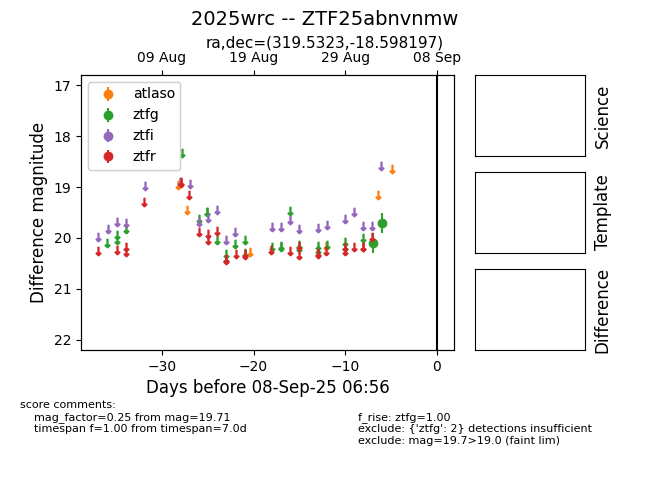 2025wrc -- ZTF25abnvnmw
ra,dec=(319.5323,-18.598197)
09 Aug 19 Aug 29 Aug 08 Sep
atlaso
ztfg
ztfi
ztfr
17
18
19
20
21
22
Difference magnitude
−30 −20 −10 0
Days before 08-Sep-25 06:56
Science
Template
Difference
score comments:
mag_factor=0.25 from mag=19.71
timespan f=1.00 from timespan=7.0d
f_rise: ztfg=1.00
exclude: {'ztfg': 2} detections insufficient
exclude: mag=19.7>19.0 (faint lim)